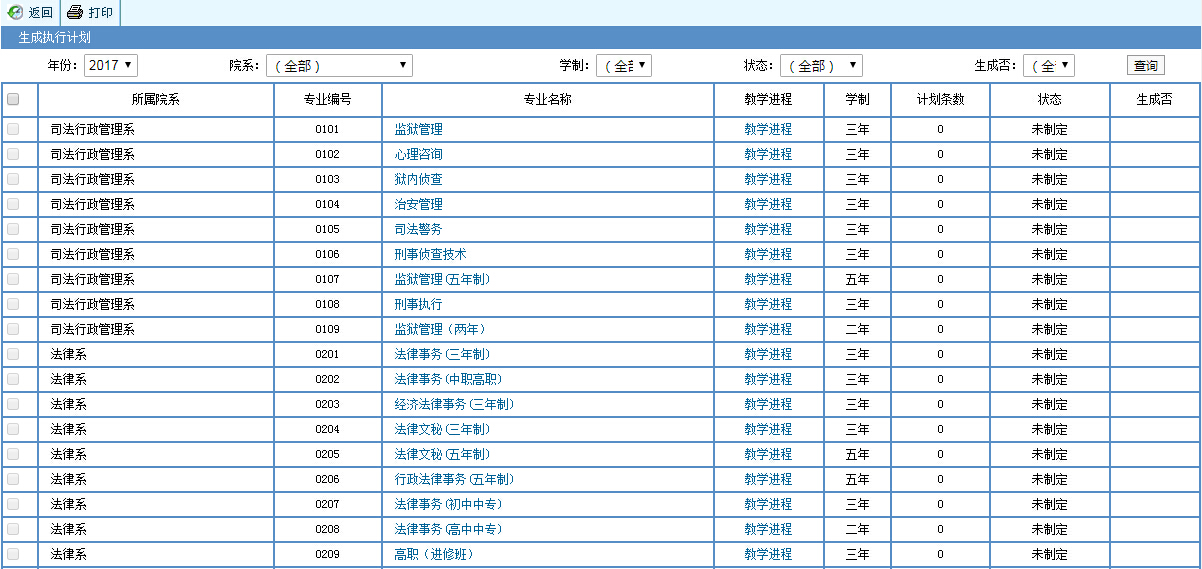 返回 打印
生成执行计划
年份： 2017 院系： （全部） 学制： （全部 状态： （全部） 生成否： （全 查询
所属院系 专业编号 专业名称 教学进程 学制 计划条数 状态 生成否
司法行政管理系 0101 监狱管理 教学进程 三年 0 未制定
司法行政管理系 0102 心理咨询 教学进程 三年 0 未制定
司法行政管理系 0103 狱内侦查 教学进程 三年 0 未制定
司法行政管理系 0104 治安管理 教学进程 三年 0 未制定
司法行政管理系 0105 司法警务 教学进程 三年 0 未制定
司法行政管理系 0106 刑事侦查技术 教学进程 三年 0 未制定
司法行政管理系 0107 监狱管理(五年制) 教学进程 五年 0 未制定
司法行政管理系 0108 刑事执行 教学进程 三年 0 未制定
司法行政管理系 0109 监狱管理（两年） 教学进程 二年 0 未制定
法律系 0201 法律事务(三年制) 教学进程 三年 0 未制定
法律系 0202 法律事务(中职高职) 教学进程 三年 0 未制定
法律系 0203 经济法律事务(三年制) 教学进程 三年 0 未制定
法律系 0204 法律文秘(三年制) 教学进程 三年 0 未制定
法律系 0205 法律文秘(五年制) 教学进程 五年 0 未制定
法律系 0206 行政法律事务(五年制) 教学进程 五年 0 未制定
法律系 0207 法律事务(初中中专) 教学进程 三年 0 未制定
法律系 0208 法律事务(高中中专) 教学进程 二年 0 未制定
法律系 0209 高职（进修班） 教学进程 三年 0 未制定